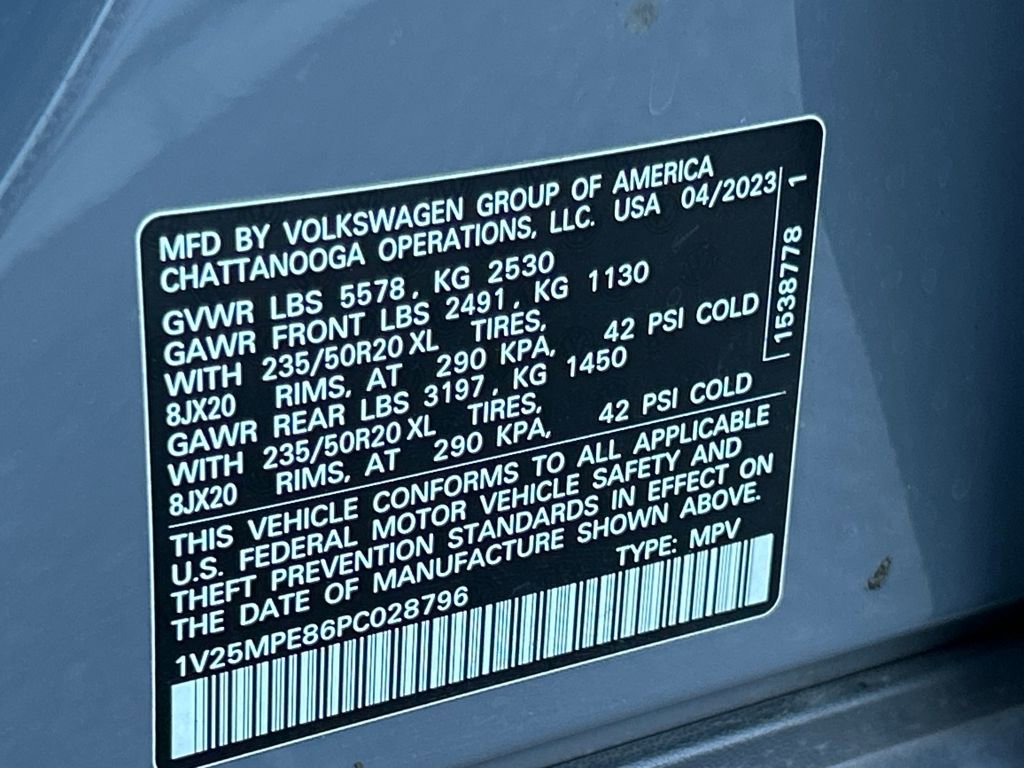 MFD BY VOLKSWAGEN GROUP OF AMERICA
CHATTANOOGA OPERATIONS, LLC. USA 04/2023
GVWR LBS 5578, KG 2530
GAWR FRONT LBS 2491, KG 1130
WITH 235/50R20 XL TIRES,
8JX20 RIMS, AT 290 KPA, 42 PSI COLD
GAWR REAR LBS 3197, KG 1450
WITH 235/50R20 XL TIRES,
8JX20 RIMS, AT 290 KPA, 42 PSI COLD
THIS VEHICLE CONFORMS TO ALL APPLICABLE
U.S. FEDERAL MOTOR VEHICLE SAFETY AND
THEFT PREVENTION STANDARDS IN EFFECT ON
THE DATE OF MANUFACTURE SHOWN ABOVE.
1V25MPE86PC028796 TYPE: MPV
1538778 1